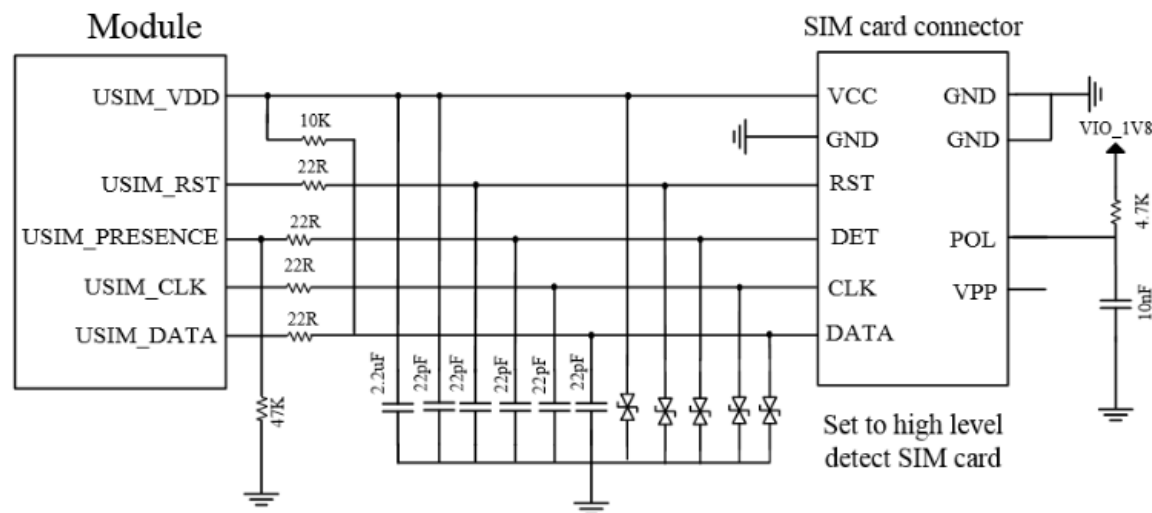 Module
SIM card connector
USIM_VDD
VCC
GND
10K
GND
GND
VIO_1V8
22R
USIM_RST
RST
4.7K
22R
USIM_PRESENCE
DET
POL
22R
USIM_CLK
CLK
VPP
10nF
22R
USIM_DATA
DATA
47K
2.2uF
22pF
22pF
22pF
22pF
22pF
Set to high level
detect SIM card